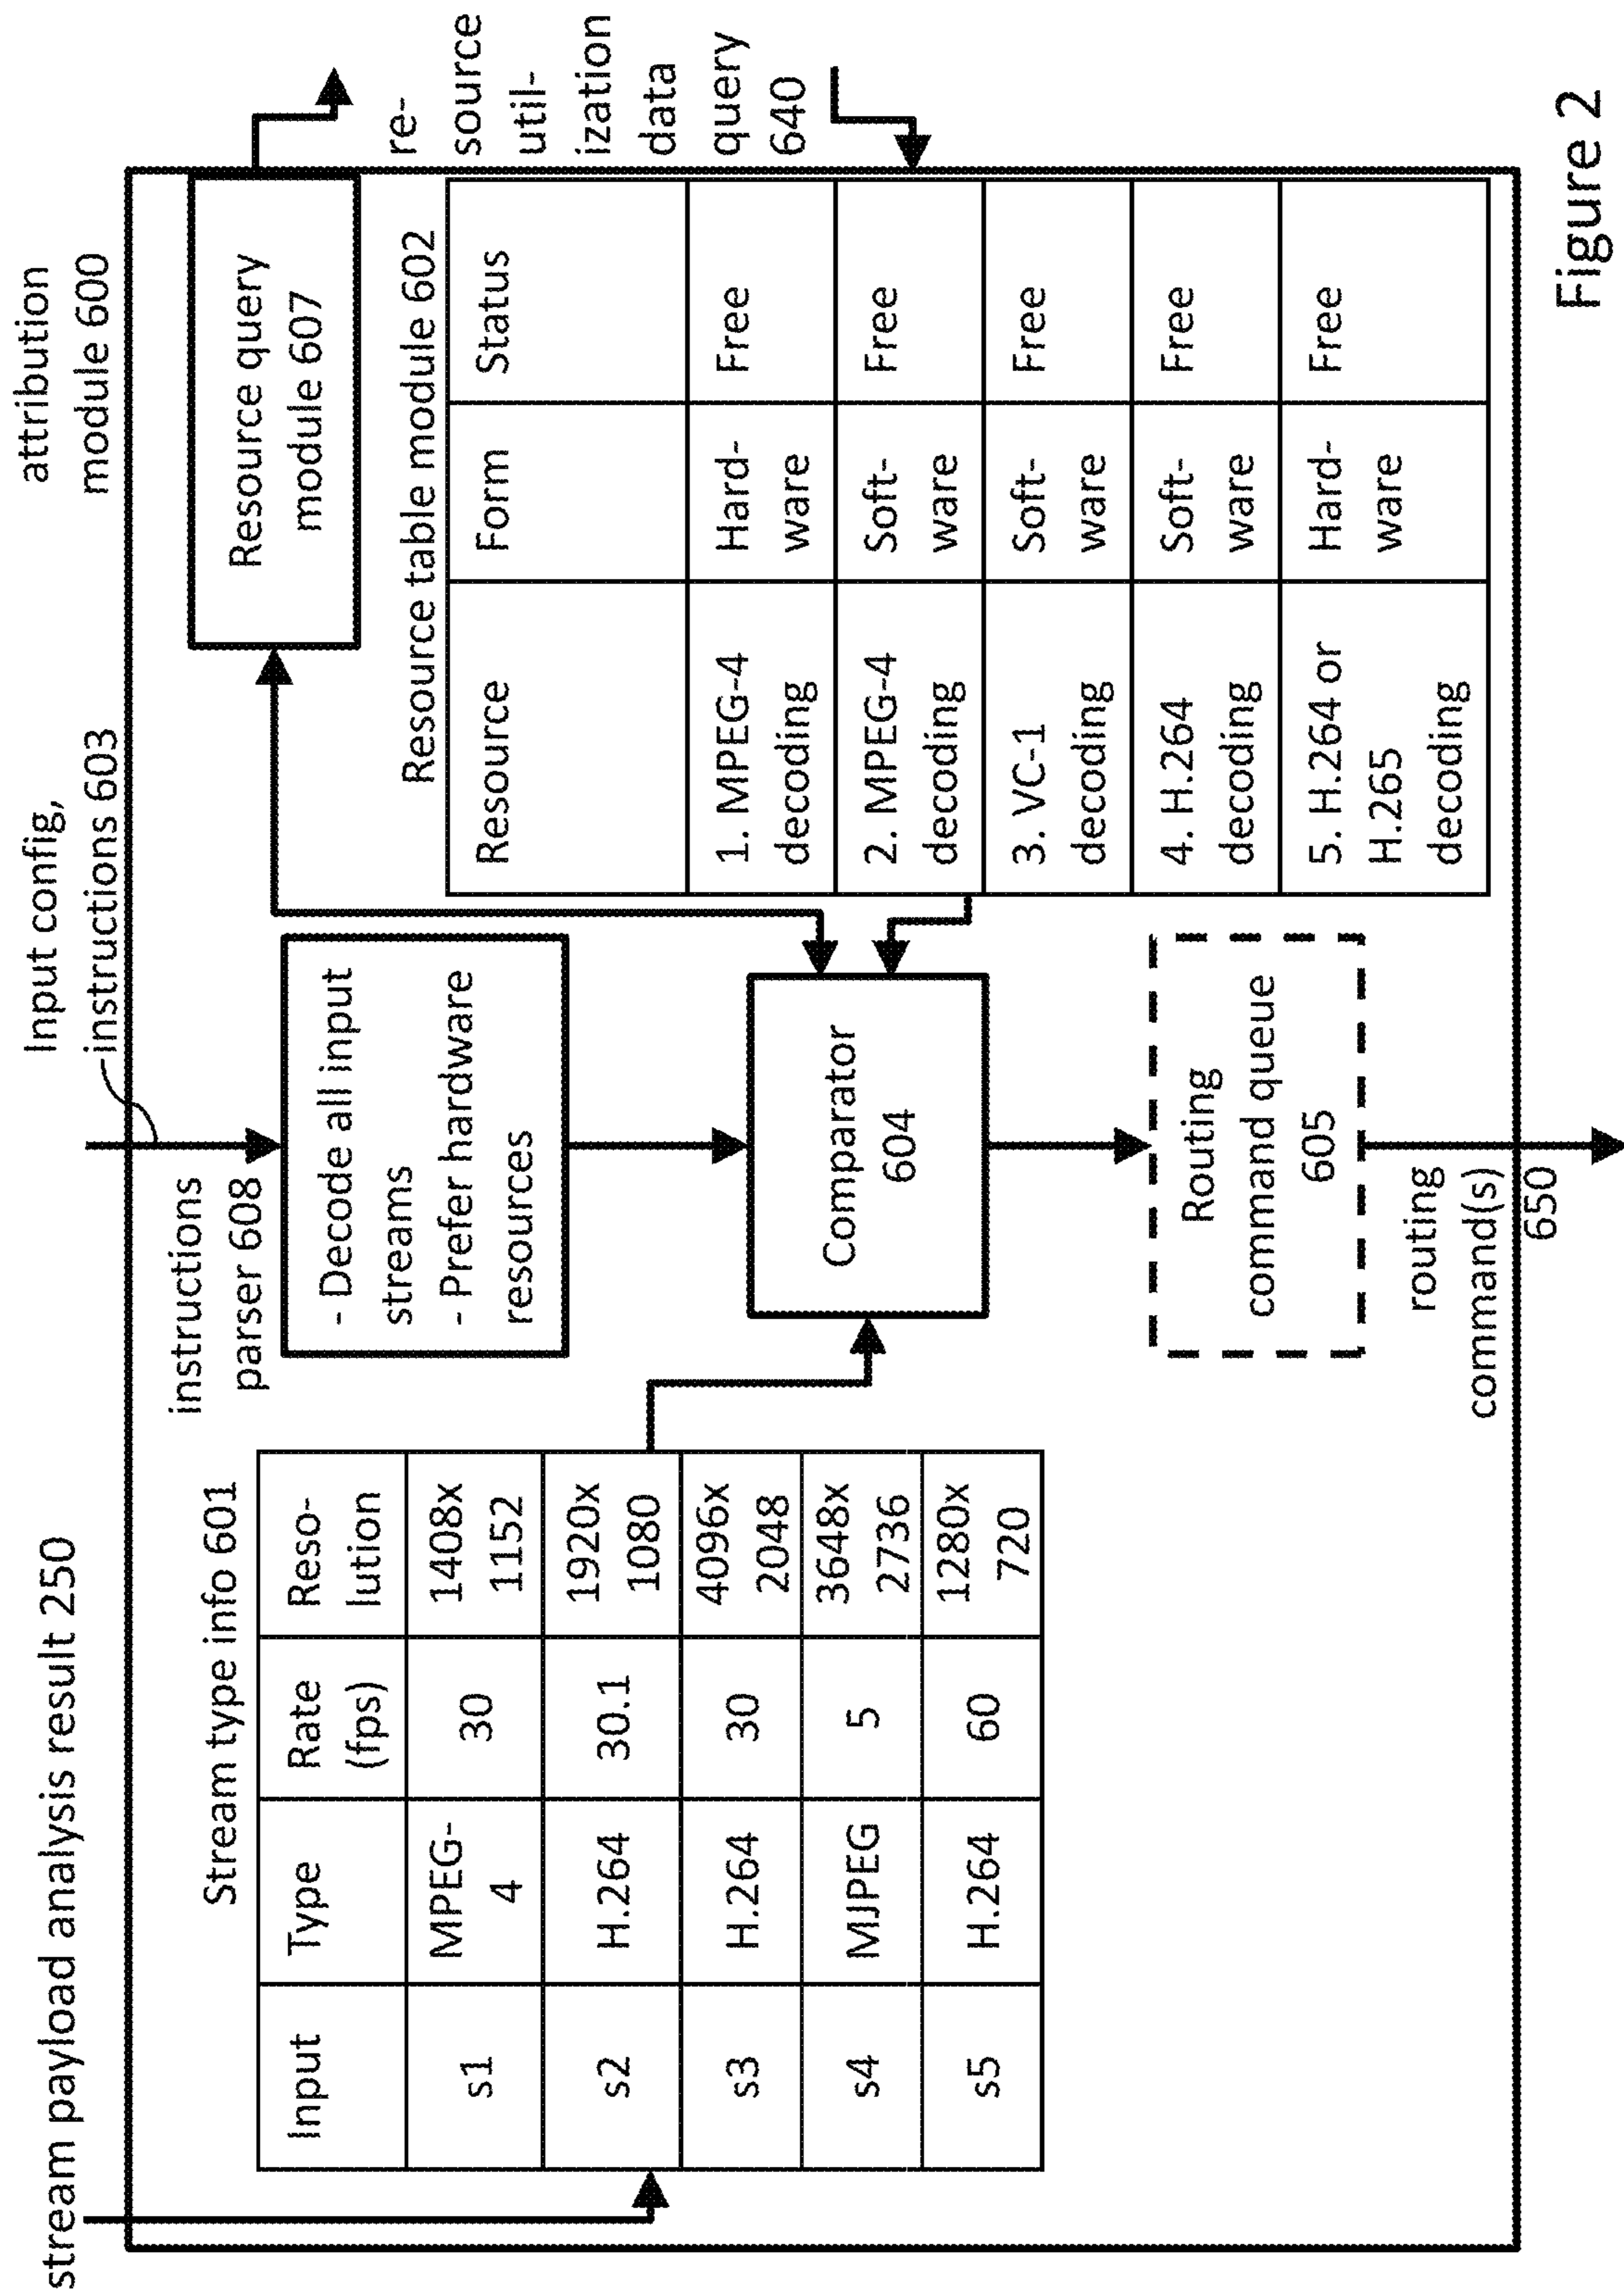 stream payload analysis result 250
Input config,
instructions 603
attribution
module 600
Stream type info 601
Input
Type
Rate
(fps)
Reso-
lution
s1
MPEG-
4
30
1408x
1152
s2
H.264
30.1
1920x
1080
s3
H.264
30
4096x
2048
s4
MJPEG
5
3648x
2736
s5
H.264
60
1280x
720
instructions
parser 608
- Decode all input
streams
- Prefer hardware
resources
Comparator
604
Routing
command queue
605
routing
command(s)
650
Resource query
module 607
Resource table module 602
Resource
Form
Status
1. MPEG-4
decoding
Hard-
ware
Free
2. MPEG-4
decoding
Soft-
ware
Free
3. VC-1
decoding
Soft-
ware
Free
4. H.264
decoding
Soft-
ware
Free
5. H.264 or
H.265
decoding
Hard-
ware
Free
re-
source
util-
ization
data
query
640
Figure 2